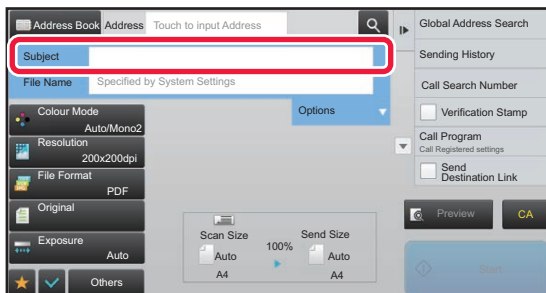 Address Book Address Touch to input Address
Subject
File Name Specified by System Settings
Colour Mode
Auto/Mono2
Resolution
200x200dpi
File Format
PDF
Original
Exposure
Auto
Others
Options
Scan Size
Auto
A4
100%
Send Size
Auto
A4
Global Address Search
Sending History
Call Search Number
Verification Stamp
Call Program
Call Registered settings
Send
Destination Link
Preview
CA
Start